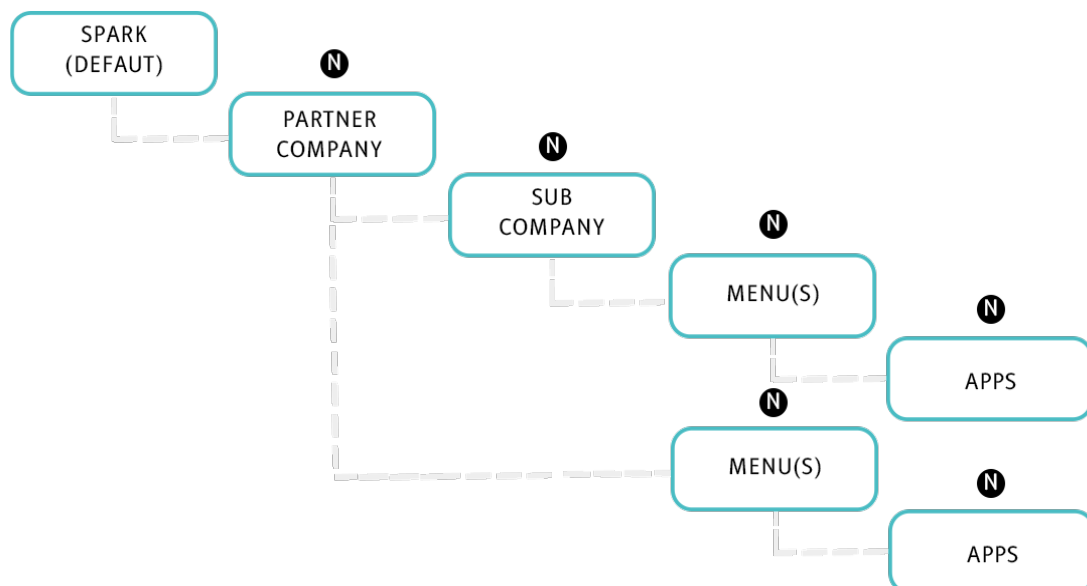 SPARK
(DEFAUT)
N
PARTNER
COMPANY
N
SUB
COMPANY
N
MENU(S)
N
APPS
N
MENU(S)
N
APPS